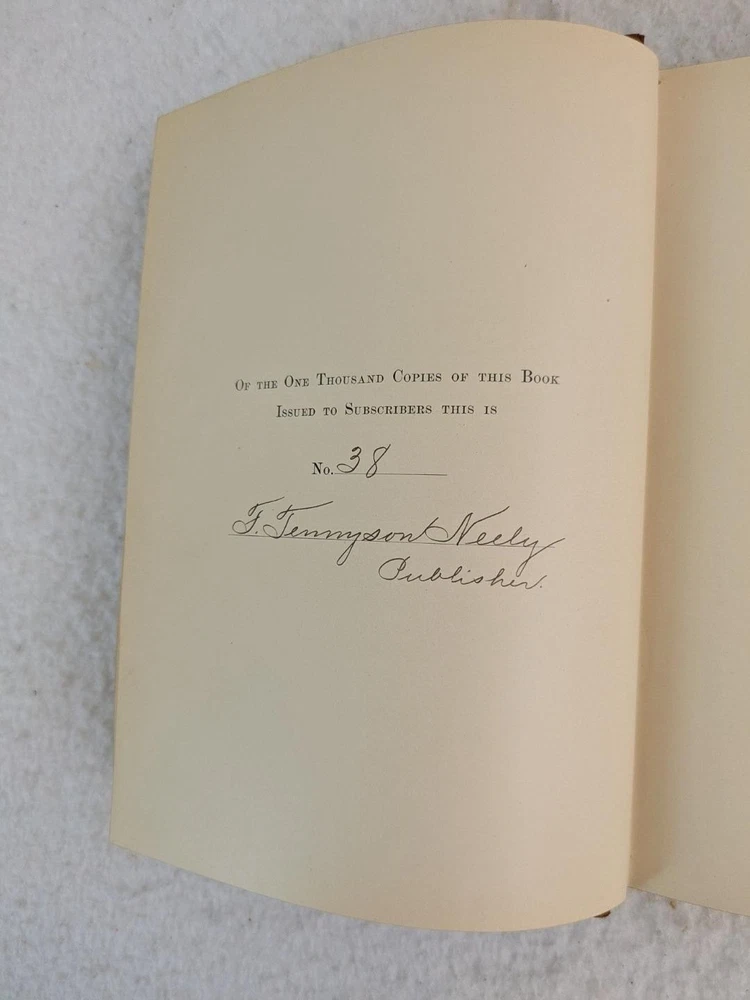 Of the One Thousand Copies of this Book
Issued to Subscribers this is
No. 38
F. Tennyson Neely
Publisher.